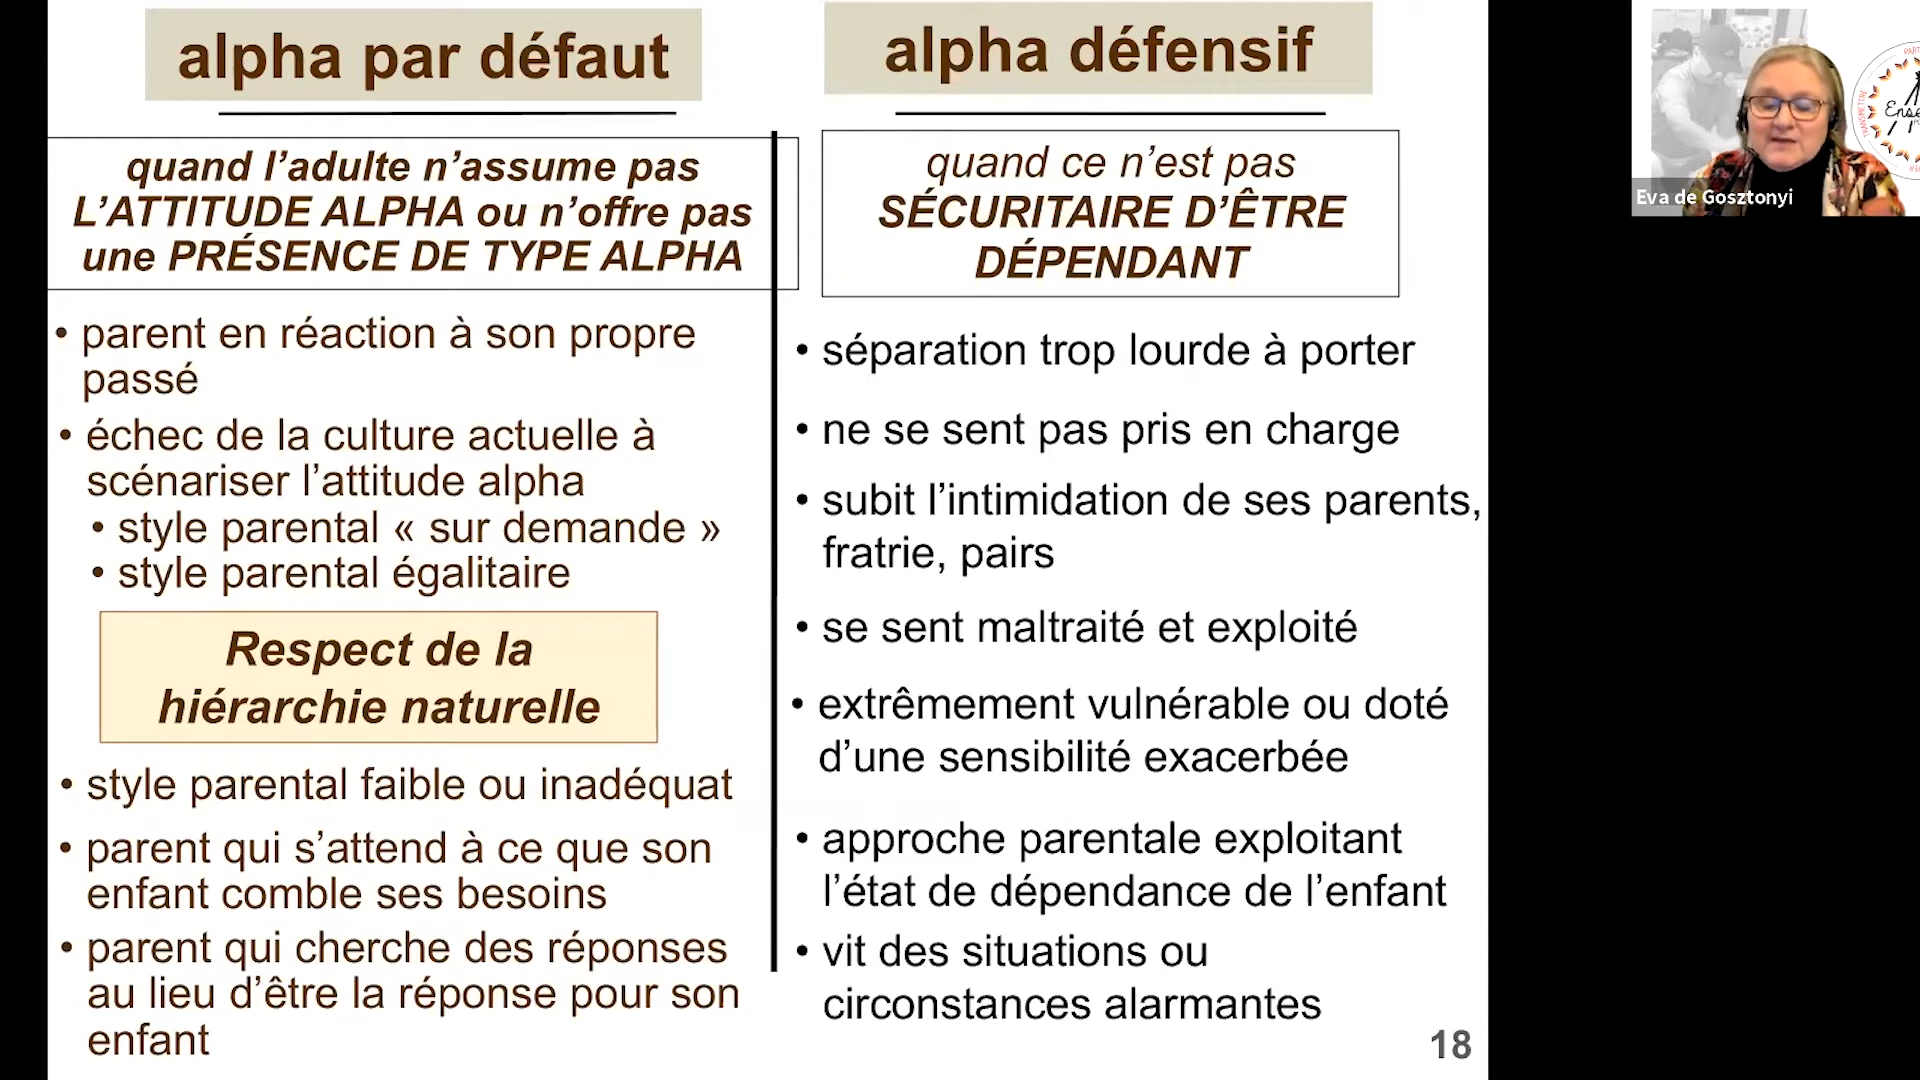 alpha par défaut
quand l’adulte n’assume pas
L’ATTITUDE ALPHA ou n’offre pas
une PRÉSENCE DE TYPE ALPHA
• parent en réaction à son propre
passé
• échec de la culture actuelle à
scénariser l’attitude alpha
• style parental « sur demande »
• style parental égalitaire
Respect de la
hiérarchie naturelle
• style parental faible ou inadéquat
• parent qui s’attend à ce que son
enfant comble ses besoins
• parent qui cherche des réponses
au lieu d’être la réponse pour son
enfant
alpha défensif
quand ce n’est pas
SÉCURITAIRE D’ÊTRE
DÉPENDANT
• séparation trop lourde à porter
• ne se sent pas pris en charge
• subit l’intimidation de ses parents,
fratrie, pairs
• se sent maltraité et exploité
• extrêmement vulnérable ou doté
d’une sensibilité exacerbée
• approche parentale exploitant
l’état de dépendance de l’enfant
• vit des situations ou
circonstances alarmantes
18
Eva de Gosztonyi
TRANSMETTRE